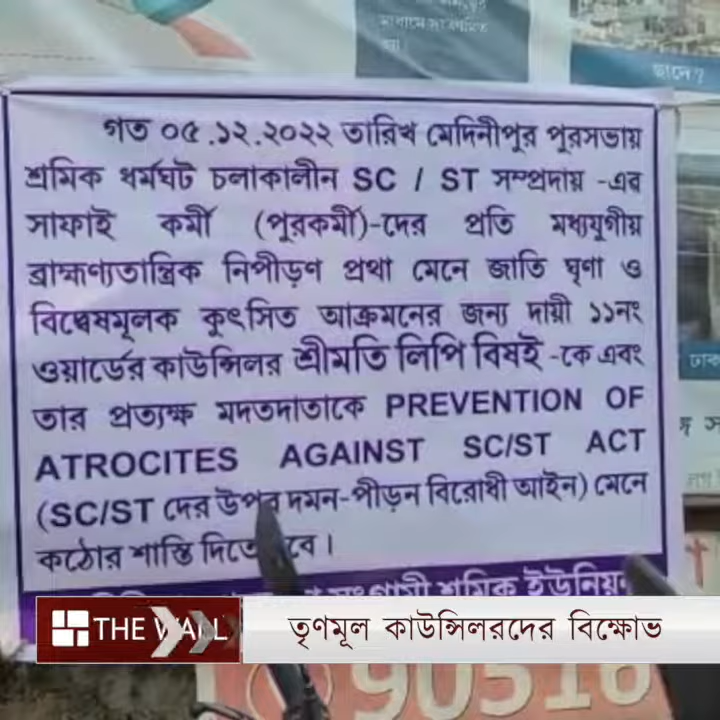 জানে?
গত ০৫.১২.২০২২ তারিখ মেদিনীপুর পুরসভায়
শ্রমিক ধর্মঘট চলাকালীন SC / ST সম্প্রদায় -এর
সাফাই কর্মী (পুরকর্মী)-দের প্রতি মধ্যযুগীয়
ব্রাহ্মণ্যতান্ত্রিক নিপীড়ণ প্রথা মেনে জাতি ঘৃণা ও
বিদ্বেষমূলক কুৎসিত আক্রমনের জন্য দায়ী ১১নং
ওয়ার্ডের কাউন্সিলর শ্রীমতি লিপি বিষই -কে এবং
তার প্রত্যক্ষ মদতদাতাকে PREVENTION OF
ATROCITES AGAINST SC/ST ACT
(SC/ST দের উপর দমন-পীড়ন বিরোধী আইন) মেনে
কঠোর শাস্তি দিতে হবে।
সংগ্রামী শ্রমিক ইউনিয়ন
THE WALL
তৃণমূল কাউন্সিলরদের বিক্ষোভ
90516